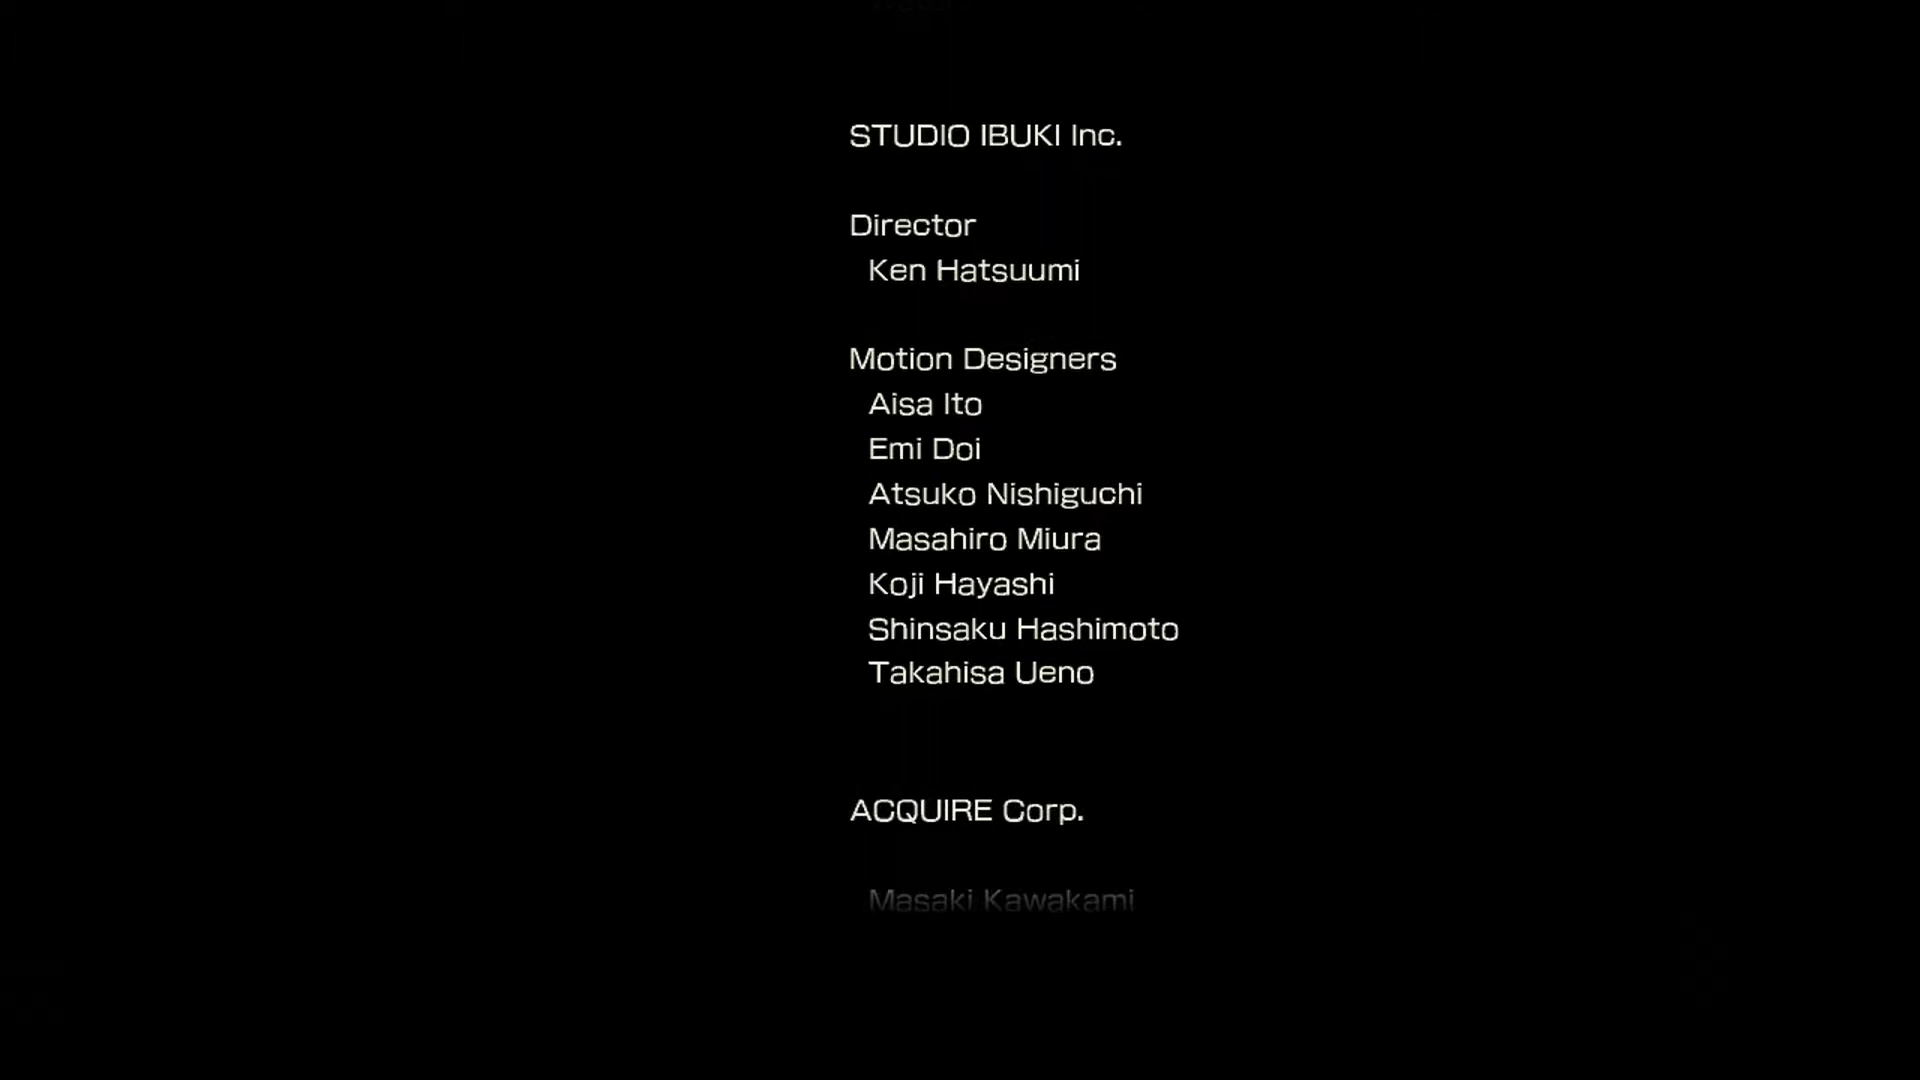 STUDIO IBUKI Inc.
Director
Ken Hatsuumi
Motion Designers
Aisa Ito
Emi Doi
Atsuko Nishiguchi
Masahiro Miura
Koji Hayashi
Shinsaku Hashimoto
Takahisa Ueno
ACQUIRE Corp.
Masaki Kawakami